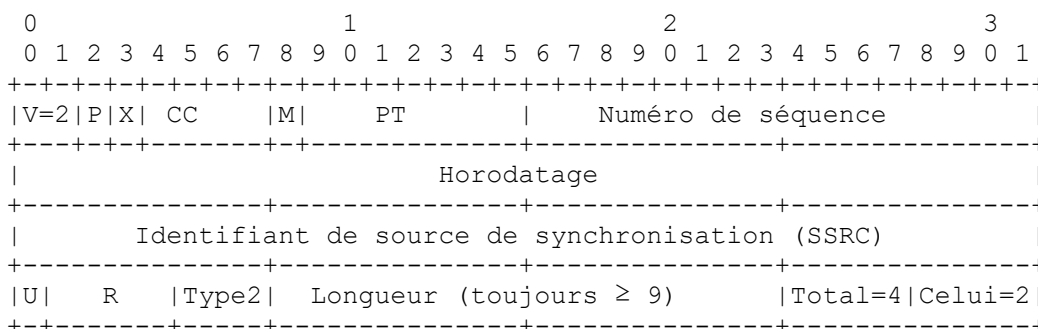 0                   1                   2                   3
 0 1 2 3 4 5 6 7 8 9 0 1 2 3 4 5 6 7 8 9 0 1 2 3 4 5 6 7 8 9 0 1
+-+-+-+-+-+-+-+-+-+-+-+-+-+-+-+-+-+-+-+-+-+-+-+-+-+-+-+-+-+-+-+-+
|V=2|P|X| CC    |M|    PT       |    Numéro de séquence         |
+---+-+-+-------+-+-------------+---------------+---------------+
|                         Horodatage                            |
+---------------+---------------+---------------+---------------+
|      Identifiant de source de synchronisation (SSRC)          |
+---------------+---------------+---------------+---------------+
|U|   R   |Type2|  Longueur (toujours ≥ 9)      |Total=4|Celui=2|
+-+-------+-----+---------------+---------------+---------------+